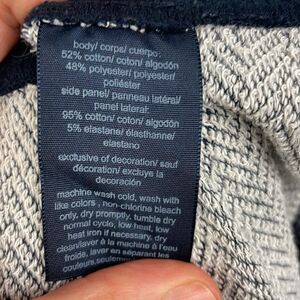 body/ corps/ cuerpo:
52% cotton/ coton/ algodón
48% polyester/ polyester/
poliéster
side panel/ panneau latéral/
panel lateral:
95% cotton/ coton/ algodón
5% elastane/ élasthanne/
elastano
exclusive of decoration/ sauf
décoration/ excluye la
decoración
machine wash cold, wash with
like colors , non-chlorine bleach
only, dry promptly, tumble dry
normal cycle, low heat, low
heat iron if necessary, dry
clean/laver à la machine à l'eau
froide, laver en séparant les
couleurs,seulement